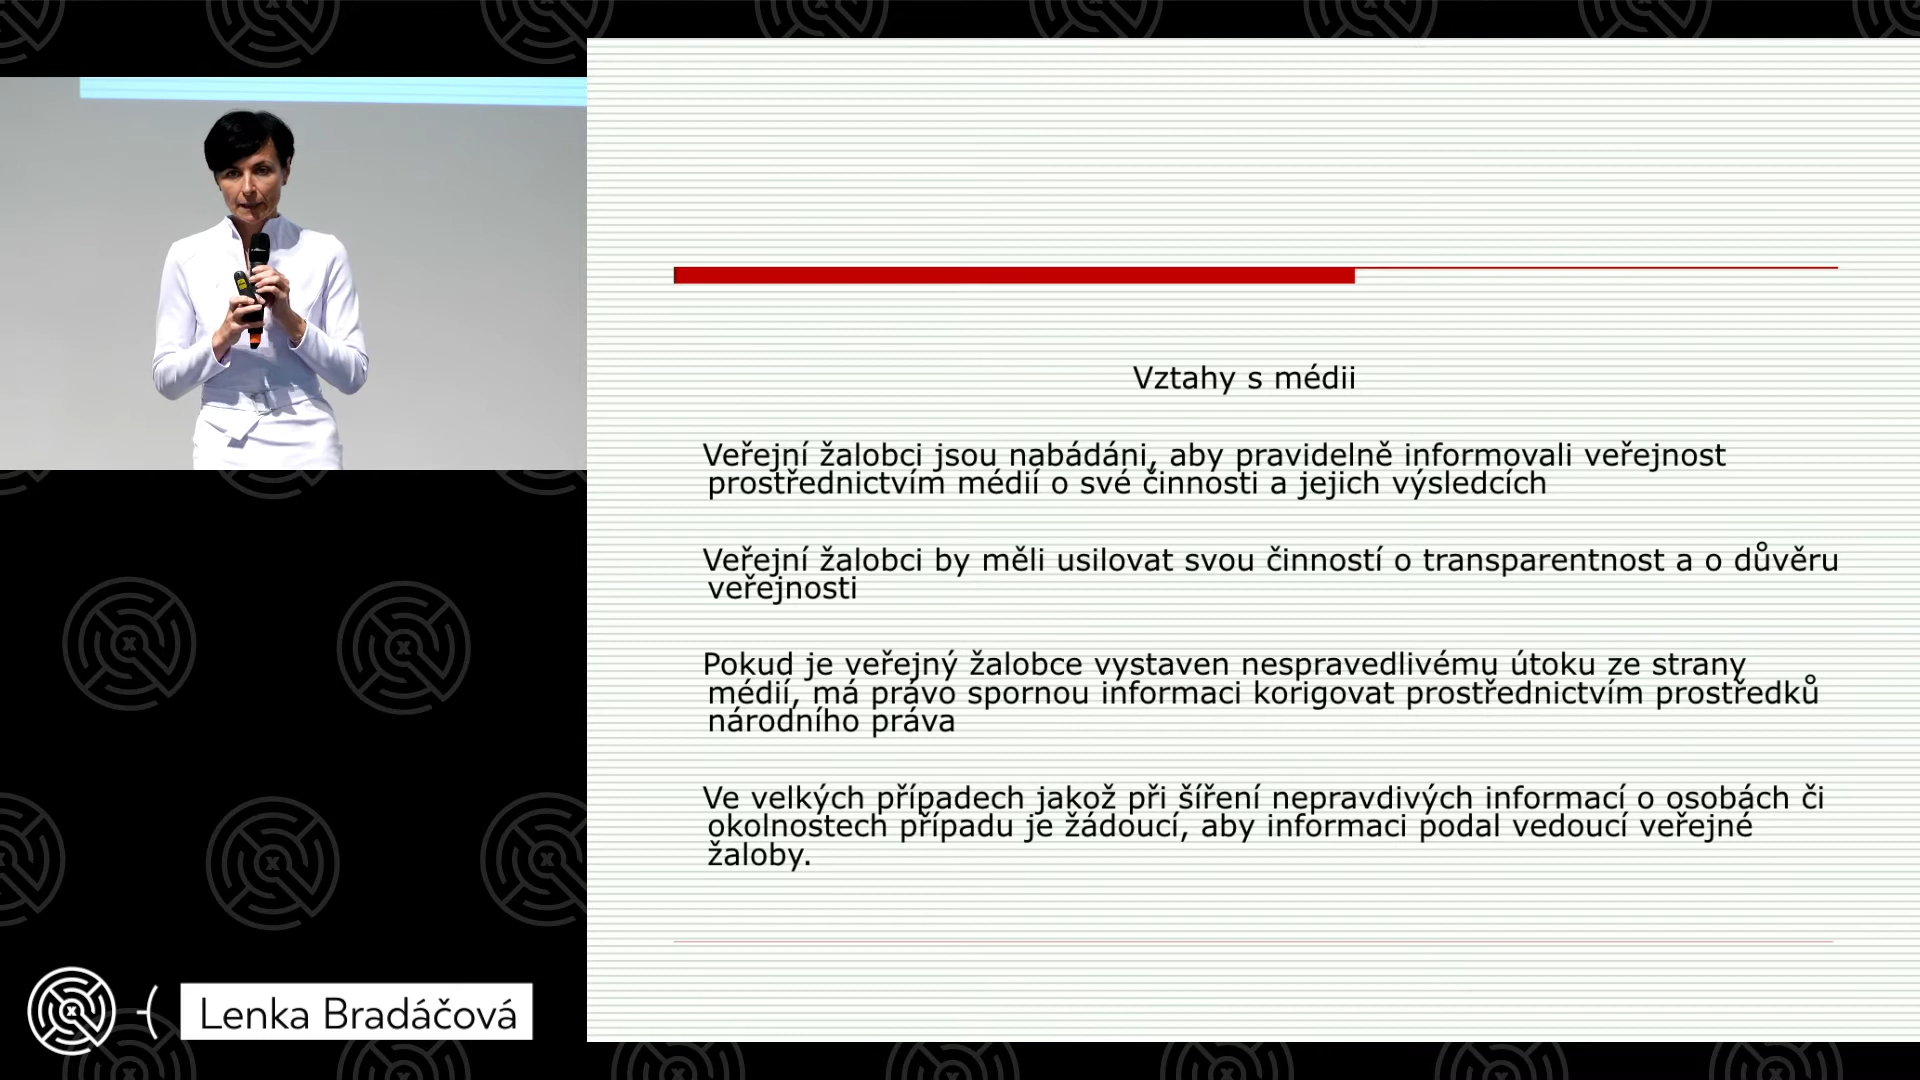 Vztahy s médii
Veřejní žalobci jsou nabádáni, aby pravidelně informovali veřejnost
prostřednictvím médií o své činnosti a jejich výsledcích
Veřejní žalobci by měli usilovat svou činností o transparentnost a o důvěru
veřejnosti
Pokud je veřejný žalobce vystaven nespravedlivému útoku ze strany
médií, má právo spornou informaci korigovat prostřednictvím prostředků
národního práva
Ve velkých případech jakož při šíření nepravdivých informací o osobách či
okolnostech případu je žádoucí, aby informaci podal vedoucí veřejné
žaloby.
Lenka Bradáčová